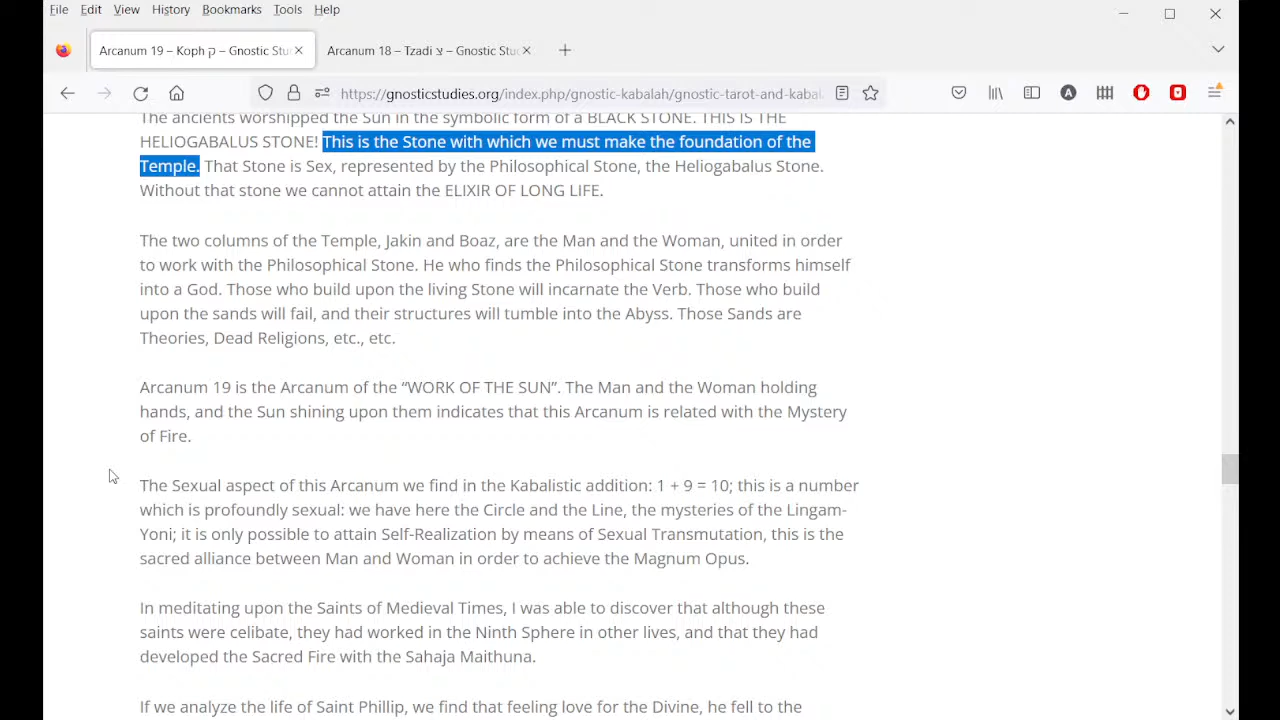 File Edit View History Bookmarks Tools Help
Arcanum 19 – Koph ק – Gnostic Stu
Arcanum 18 – Tzadi צ – Gnostic Stu
https://gnosticstudies.org/index.php/gnostic-kabalah/gnostic-tarot-and-kabal
The ancients worshipped the Sun in the symbolic form of a BLACK STONE. THIS IS THE
HELIOGABALUS STONE! This is the Stone with which we must make the foundation of the
Temple. That Stone is Sex, represented by the Philosophical Stone, the Heliogabalus Stone.
Without that stone we cannot attain the ELIXIR OF LONG LIFE.
The two columns of the Temple, Jakin and Boaz, are the Man and the Woman, united in order
to work with the Philosophical Stone. He who finds the Philosophical Stone transforms himself
into a God. Those who build upon the living Stone will incarnate the Verb. Those who build
upon the sands will fail, and their structures will tumble into the Abyss. Those Sands are
Theories, Dead Religions, etc., etc.
Arcanum 19 is the Arcanum of the “WORK OF THE SUN”. The Man and the Woman holding
hands, and the Sun shining upon them indicates that this Arcanum is related with the Mystery
of Fire.
The Sexual aspect of this Arcanum we find in the Kabalistic addition: 1 + 9 = 10; this is a number
which is profoundly sexual: we have here the Circle and the Line, the mysteries of the Lingam-
Yoni; it is only possible to attain Self-Realization by means of Sexual Transmutation, this is the
sacred alliance between Man and Woman in order to achieve the Magnum Opus.
In meditating upon the Saints of Medieval Times, I was able to discover that although these
saints were celibate, they had worked in the Ninth Sphere in other lives, and that they had
developed the Sacred Fire with the Sahaja Maithuna.
If we analyze the life of Saint Phillip, we find that feeling love for the Divine, he fell to the